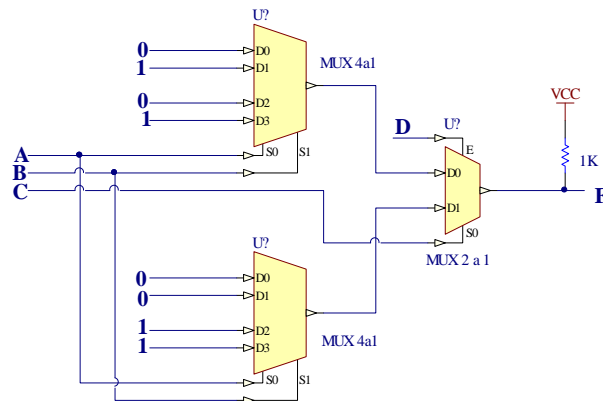 U?
0
D0
1
D1
MUX 4a1
0
D2
1
D3
D
U?
VCC
A
S0
S1
E
B
D0
1K
C
D1
F
S0
U?
MUX 2 a 1
0
D0
0
D1
1
D2
1
D3
MUX 4a1
S0
S1